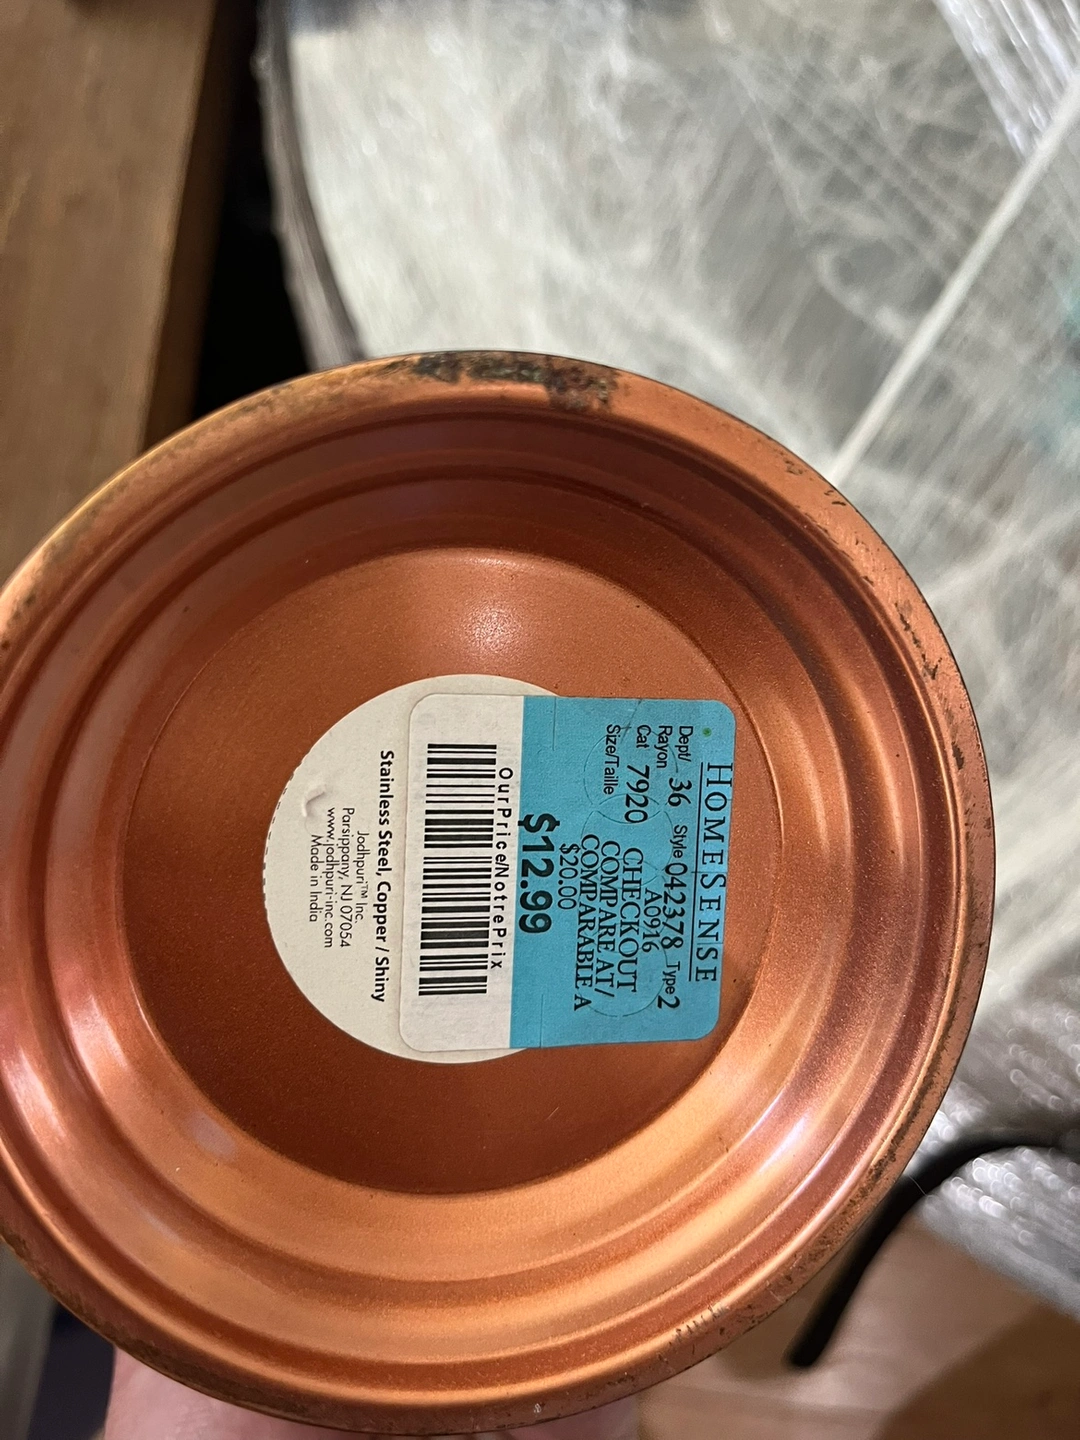 HOMESENSE
Dept/ 36 Style 042378 Type 2
Rayon
Cat 7920 A0916
Size/Taille CHECKOUT
COMPARE AT/
COMPARABLE A
$20.00
$12.99
OurPrice/NotrePrix
Stainless Steel, Copper / Shiny
Jodhpuri™ Inc.
Parsippany, NJ 07054
www.jodhpuri-inc.com
Made in India